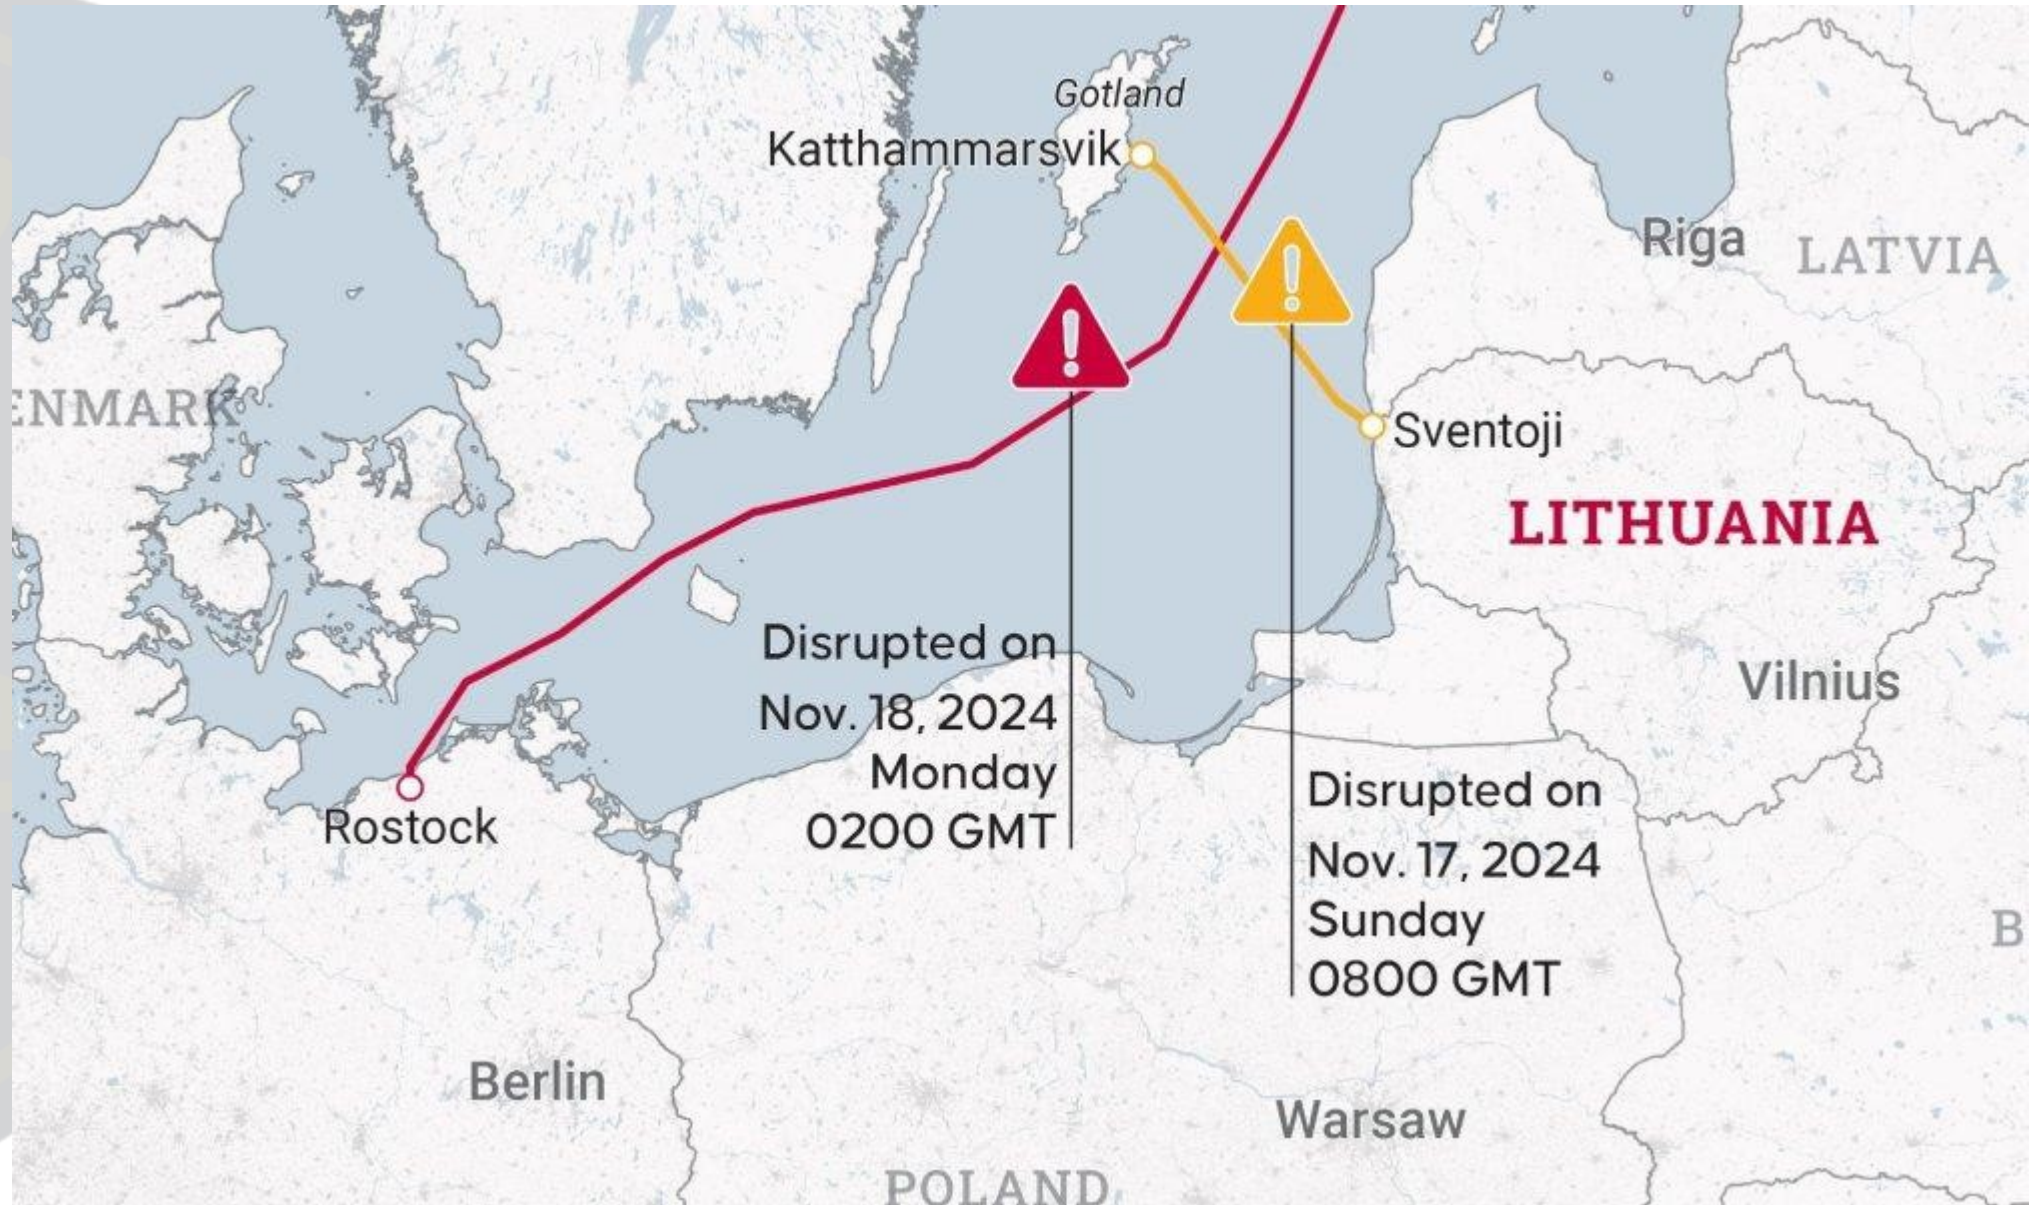 Gotland
Katthammarsvik
Riga
LATVIA
ENMARK
Sventoji
LITHUANIA
Disrupted on
Nov. 18, 2024
Monday
0200 GMT
Vilnius
Rostock
Disrupted on
Nov. 17, 2024
Sunday
0800 GMT
B
Berlin
Warsaw
POLAND